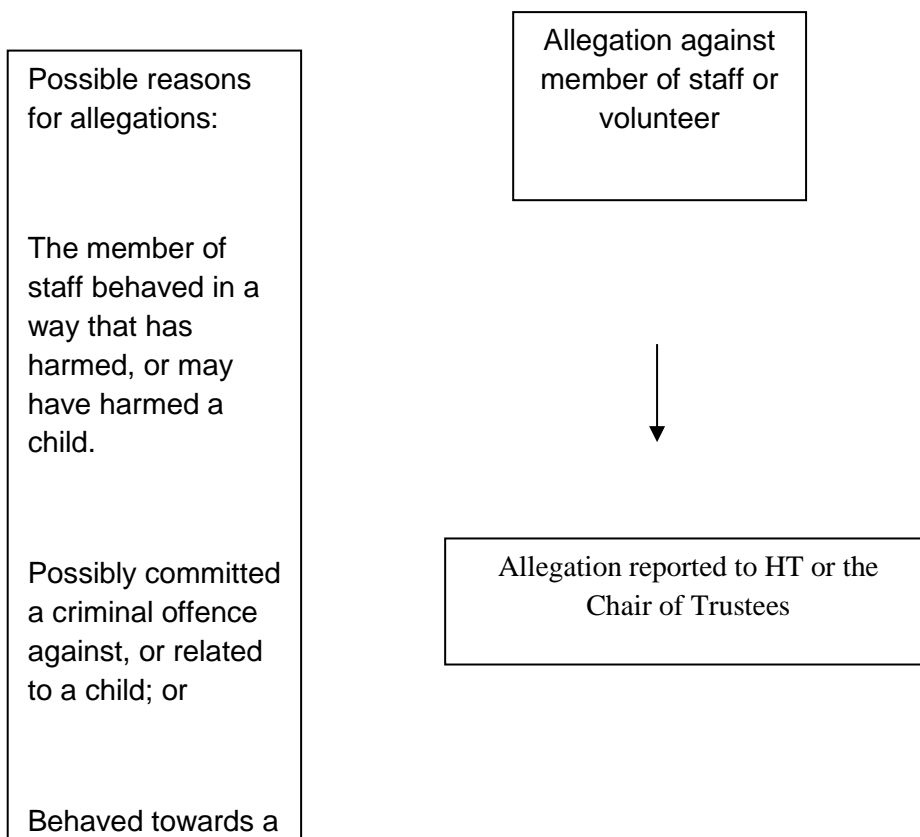 Possible reasons
for allegations:
The member of
staff behaved in a
way that has
harmed, or may
have harmed a
child.
Possibly committed
a criminal offence
against, or related
to a child; or
Behaved towards a
Allegation against
member of staff or
volunteer
Allegation reported to HT or the
Chair of Trustees